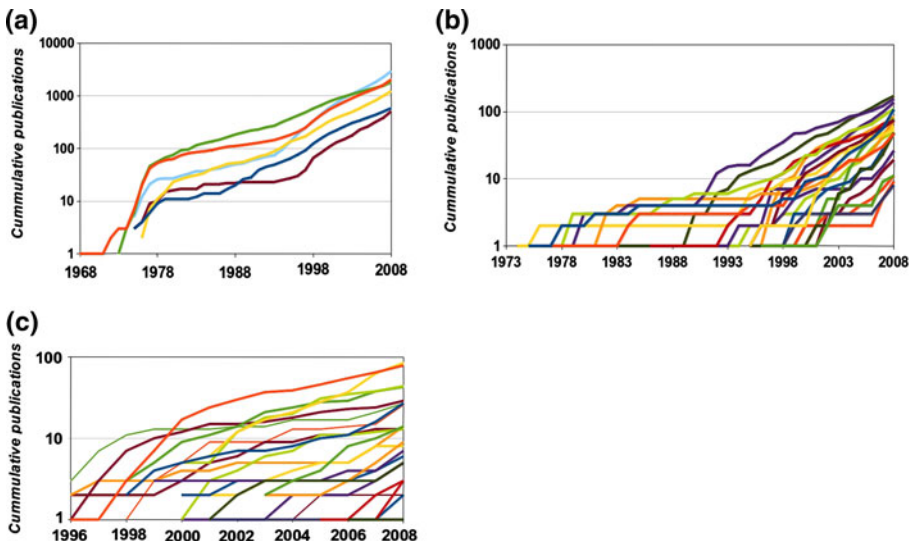 (a)
Cummulative publications
10000
1000
100
10
1
1968 1978 1988 1998 2008
(b)
Cummulative publications
1000
100
10
1
1973 1978 1983 1988 1993 1998 2003 2008
(c)
Cummulative publications
100
10
1
1996 1998 2000 2002 2004 2006 2008